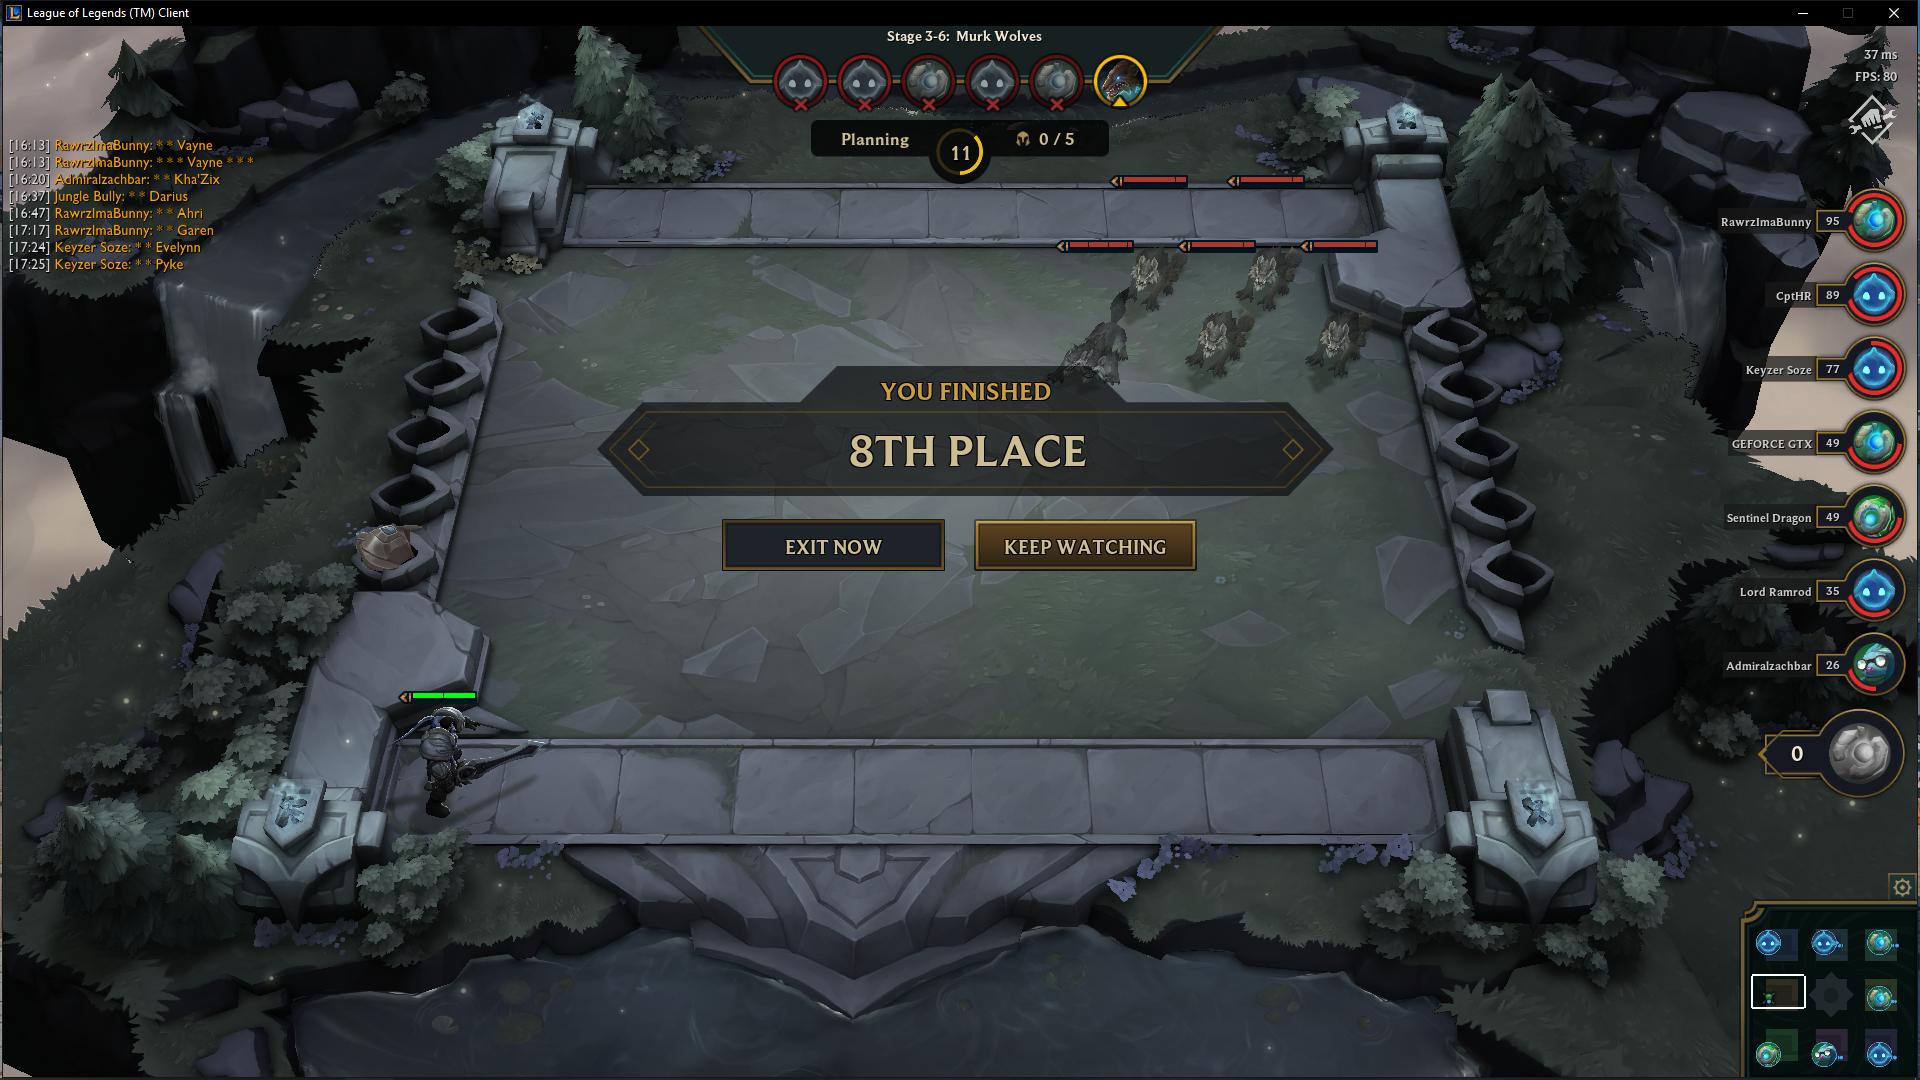 League of Legends (TM) Client
Stage 3-6: Murk Wolves
37 ms
FPS: 80
Planning
11
0 / 5
[16:13] RawrzImaBunny: * * Vayne
[16:13] RawrzImaBunny: * * * Vayne * * *
[16:20] Admiralzachbar: * * Kha'Zix
[16:37] Jungle Bully: * * Darius
[16:47] RawrzImaBunny: * * Ahri
[17:17] RawrzImaBunny: * * Garen
[17:24] Keyzer Soze: * * Evelynn
[17:25] Keyzer Soze: * * Pyke
RawrzImaBunny 95
CptHR 89
Keyzer Soze 77
GEFORCE GTX 49
Sentinel Dragon 49
Lord Ramrod 35
Admiralzachbar 26
0
YOU FINISHED
8TH PLACE
EXIT NOW
KEEP WATCHING